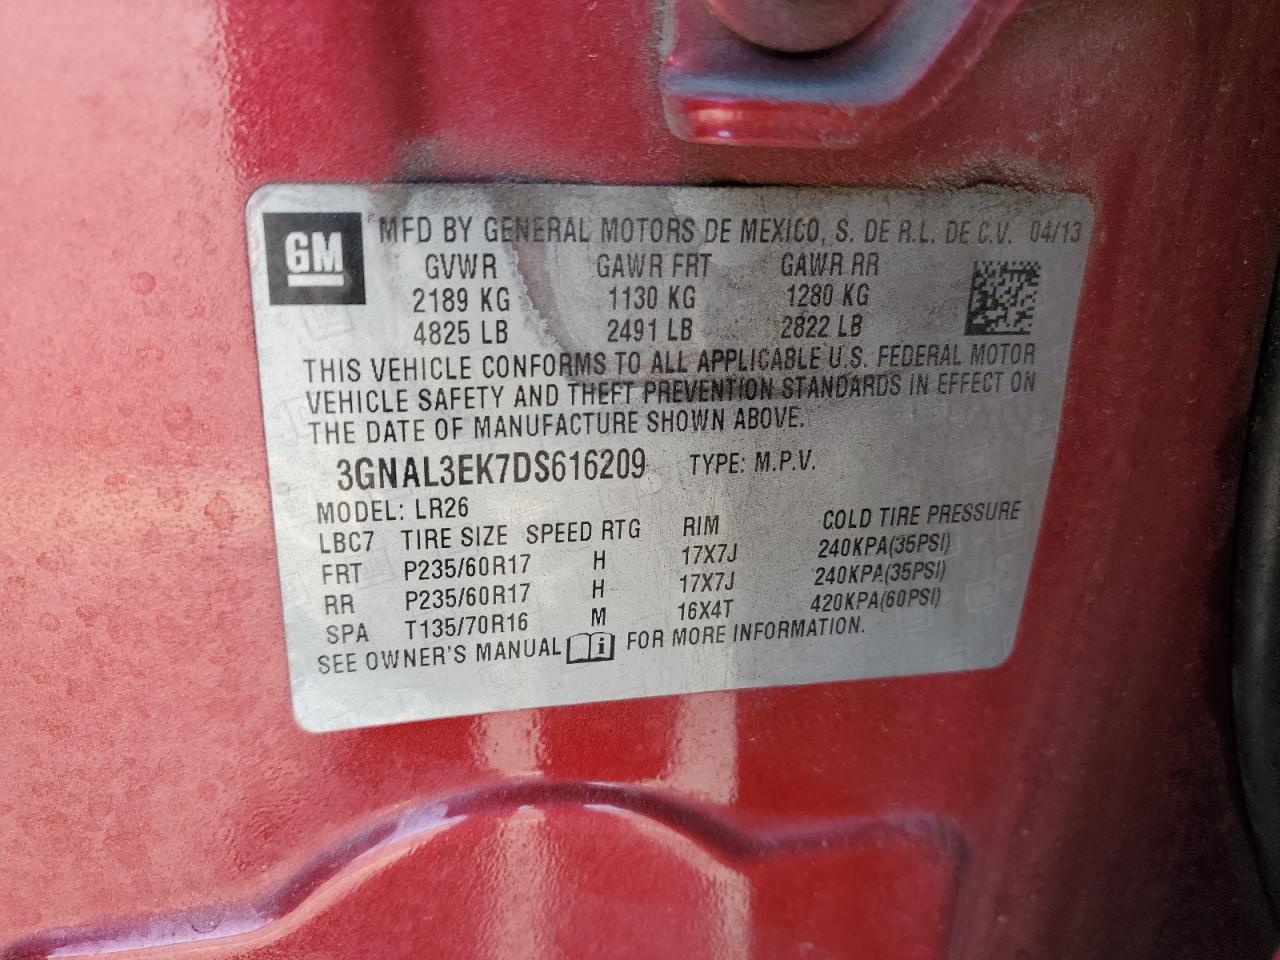 GM MFD BY GENERAL MOTORS DE MEXICO, S. DE R.L. DE C.V. 04/13
GVWR GAWR FRT GAWR RR
2189 KG 1130 KG 1280 KG
4825 LB 2491 LB 2822 LB
THIS VEHICLE CONFORMS TO ALL APPLICABLE U.S. FEDERAL MOTOR
VEHICLE SAFETY AND THEFT PREVENTION STANDARDS IN EFFECT ON
THE DATE OF MANUFACTURE SHOWN ABOVE.
3GNAL3EK7DS616209 TYPE: M.P.V.
MODEL: LR26
LBC7 TIRE SIZE SPEED RTG RIM COLD TIRE PRESSURE
FRT P235/60R17 H 17X7J 240KPA(35PSI)
RR P235/60R17 H 17X7J 240KPA(35PSI)
SPA T135/70R16 M 16X4T 420KPA(60PSI)
SEE OWNER'S MANUAL i FOR MORE INFORMATION.